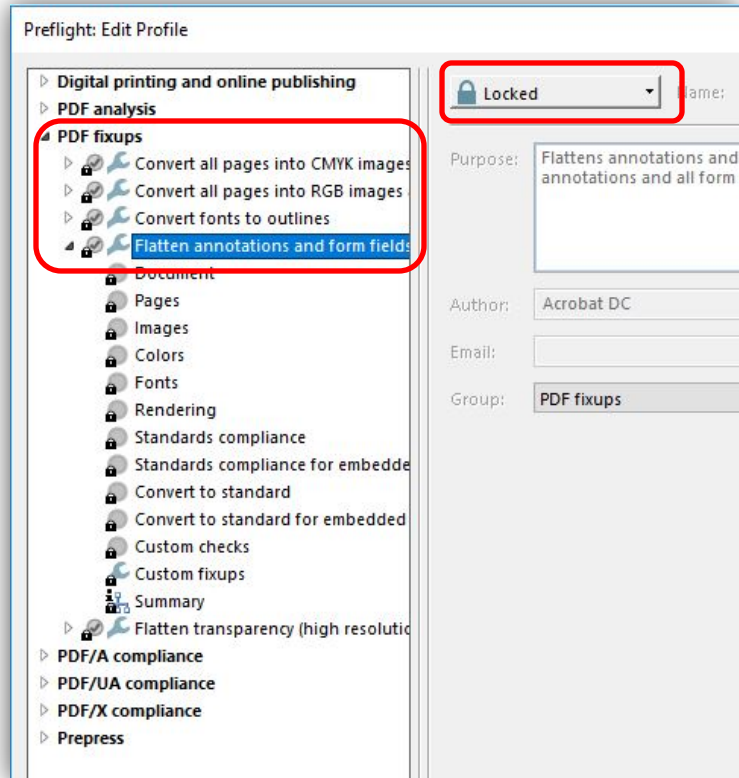 Preflight: Edit Profile
Digital printing and online publishing
PDF analysis
PDF fixups
Convert all pages into CMYK images
Convert all pages into RGB images
Convert fonts to outlines
Flatten annotations and form fields
Document
Pages
Images
Colors
Fonts
Rendering
Standards compliance
Standards compliance for embedde
Convert to standard
Convert to standard for embedded
Custom checks
Custom fixups
Summary
Flatten transparency (high resolutic
PDF/A compliance
PDF/UA compliance
PDF/X compliance
Prepress
Locked
Name:
Purpose:
Flattens annotations and
annotations and all form
Author:
Acrobat DC
Email:
Group:
PDF fixups